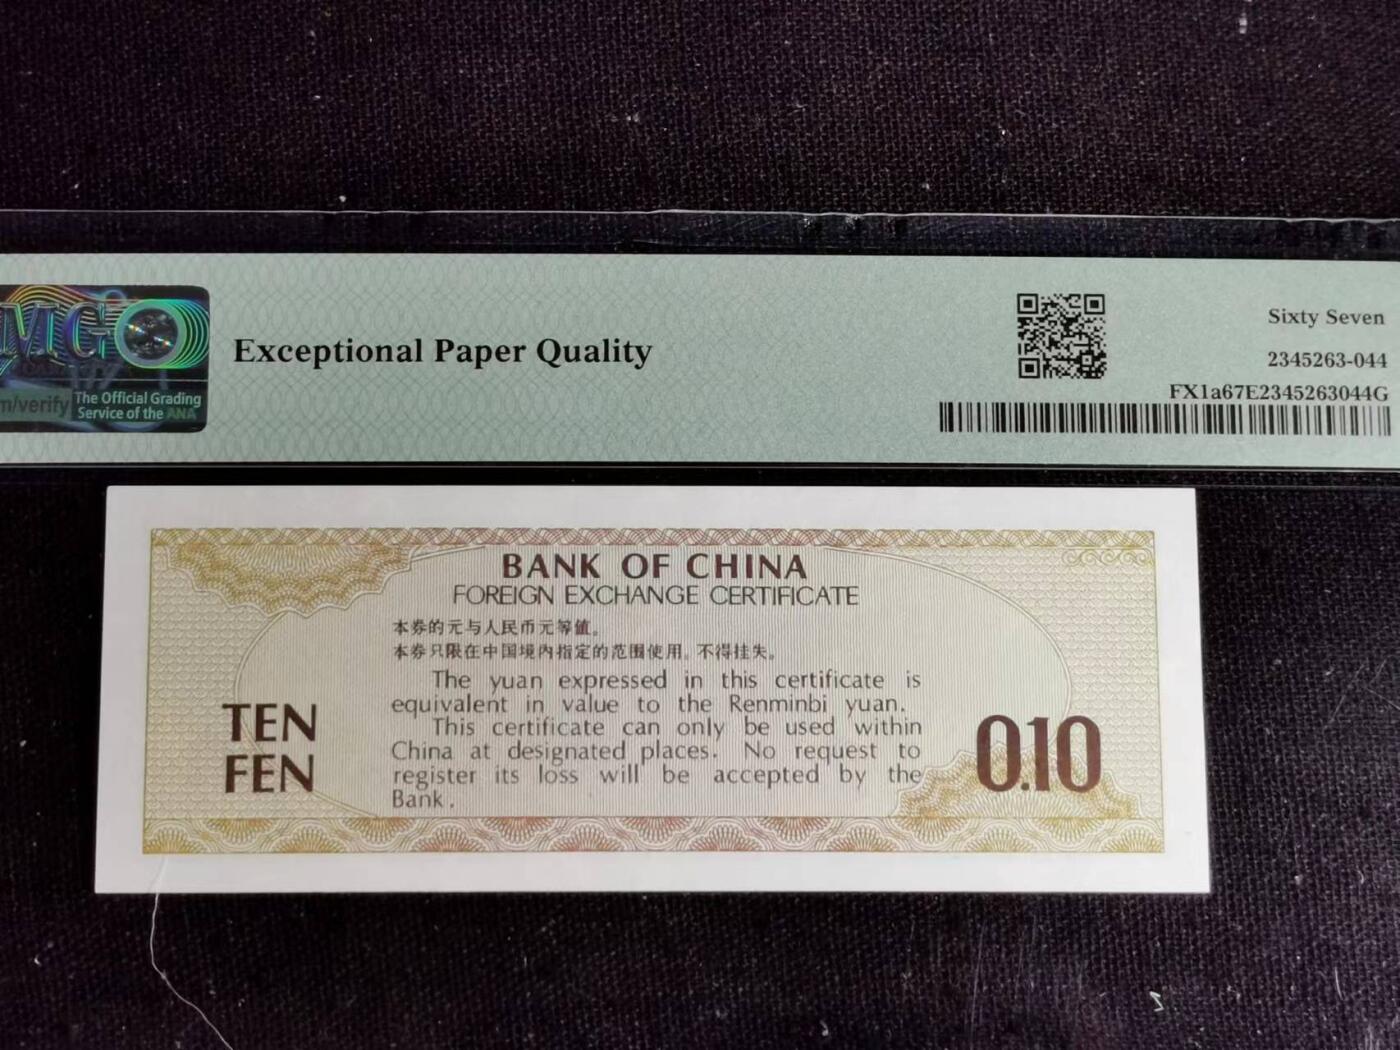 PMG
m/verify
The Official Grading
Service of the ANA
Exceptional Paper Quality
Sixty Seven
2345263-044
FX1a67E2345263044G
BANK OF CHINA
FOREIGN EXCHANGE CERTIFICATE
本券的元与人民币元等值。
本券只限在中国境内指定的范围使用。不得挂失。
The yuan expressed in this certificate is
equivalent in value to the Renminbi yuan.
This certificate can only be used within
China at designated places. No request to
register its loss will be accepted by the
Bank.
TEN
FEN
0.10